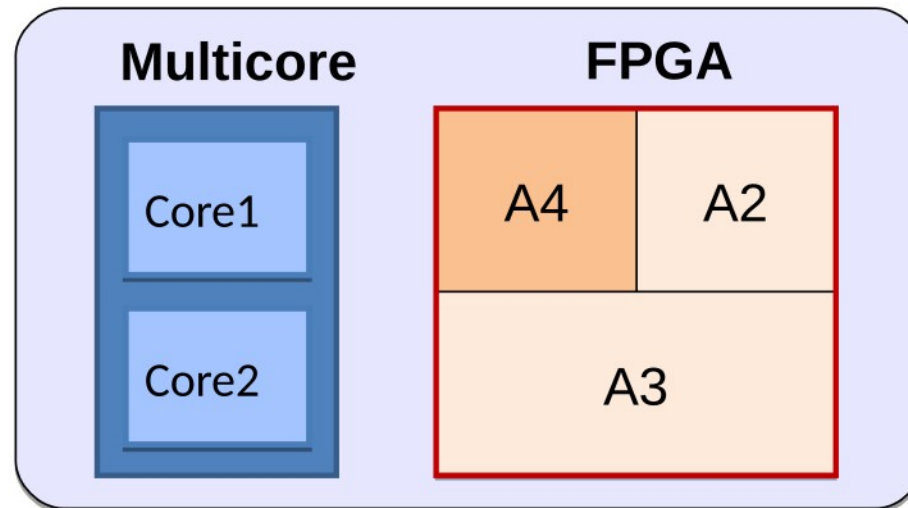 Multicore
FPGA
Core1
Core2
A4
A2
A3